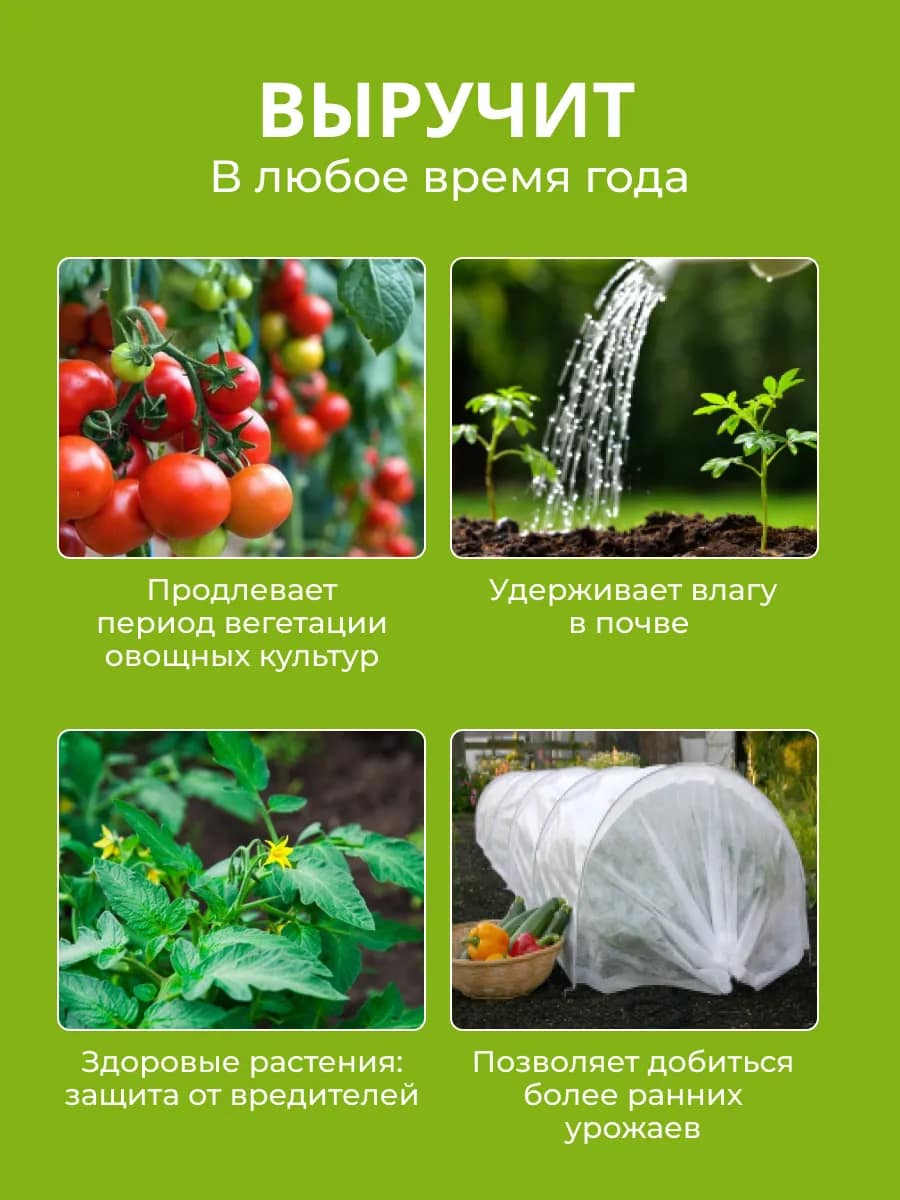 ВЫРУЧИТ
В любое время года
Продлевает
период вегетации
овощных культур
Удерживает влагу
в почве
Здоровые растения:
защита от вредителей
Позволяет добиться
более ранних
урожаев